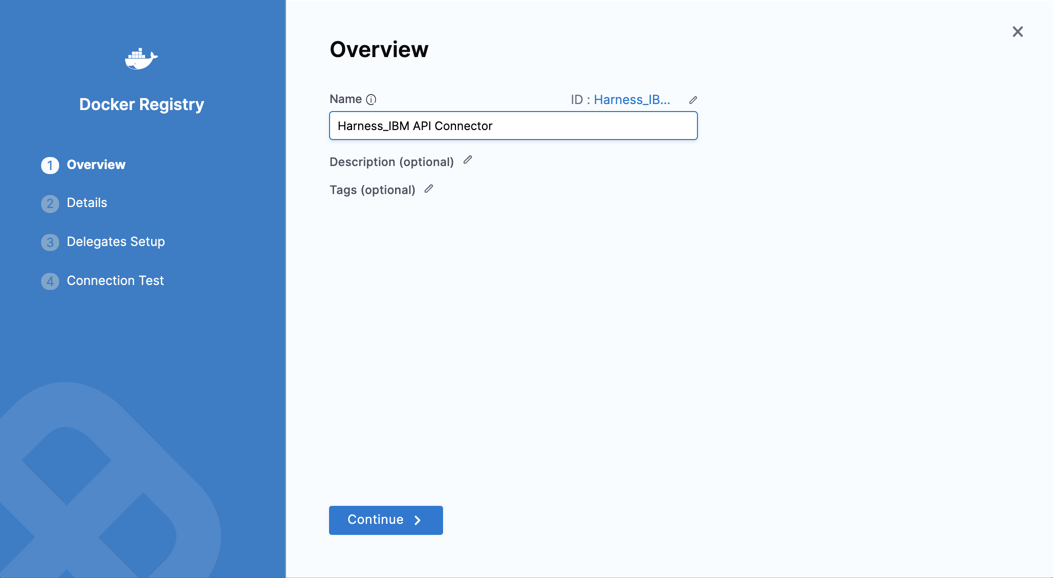 Docker Registry
1 Overview
2 Details
3 Delegates Setup
4 Connection Test
Overview
Name
ID : Harness_IB...
Harness_IBM API Connector
Description (optional)
Tags (optional)
Continue